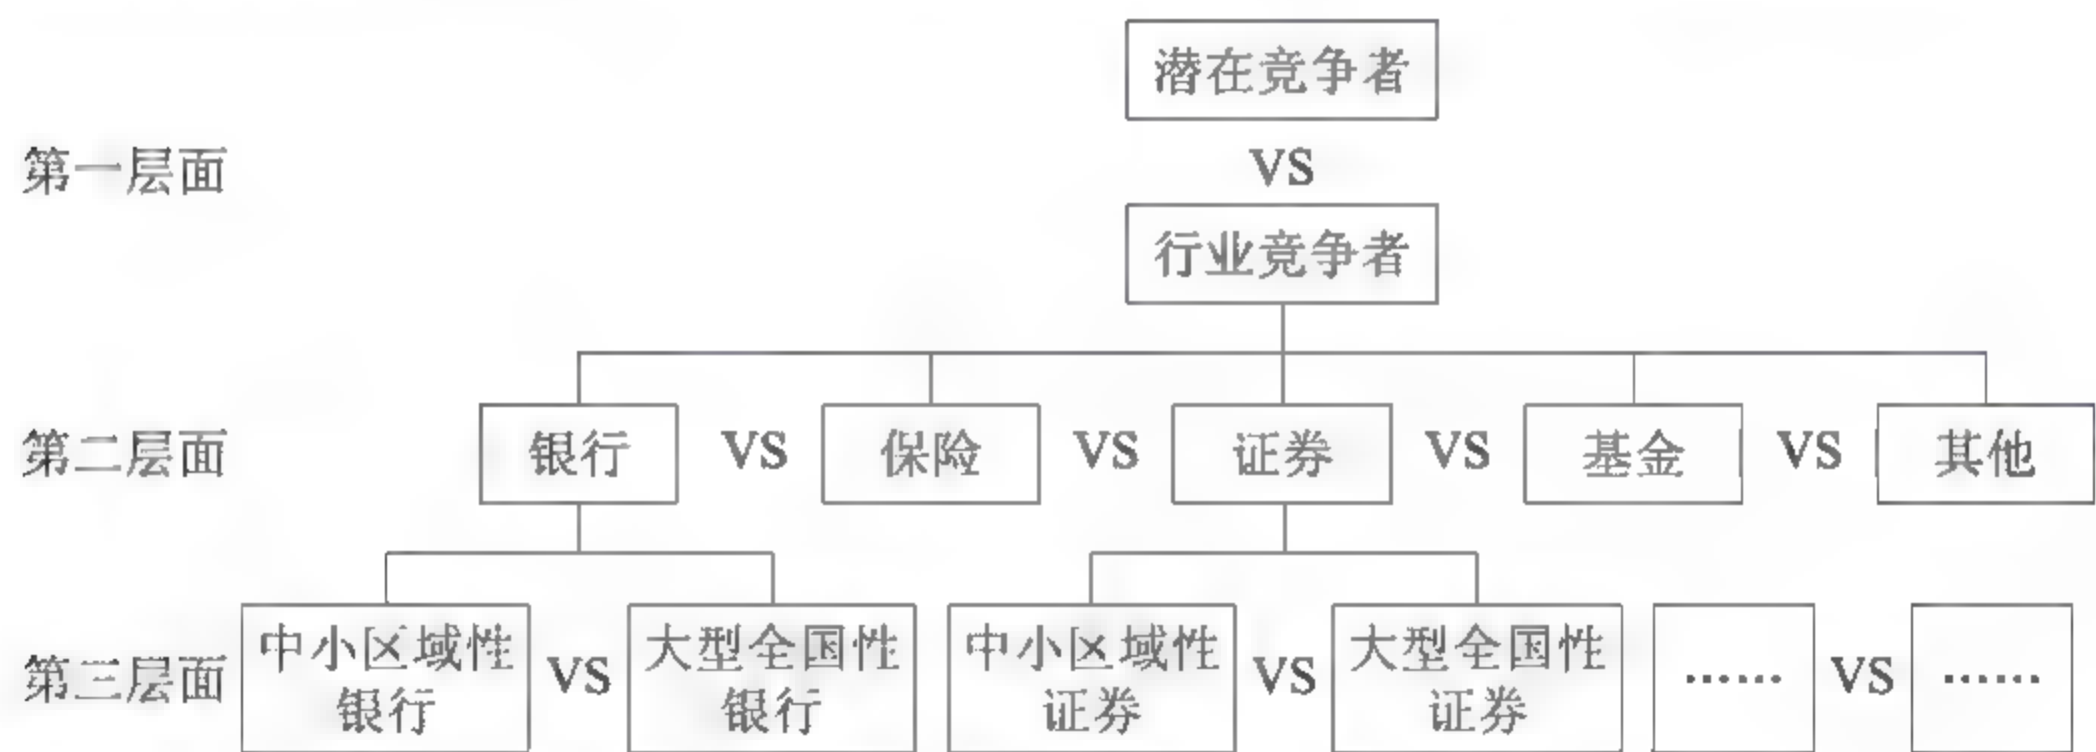 潜在竞争者
第一层面 VS
行业竞争者
第二层面 银行 VS 保险 VS 证券 VS 基金 VS 其他
第三层面 中小区域性银行 VS 大型全国性银行 中小区域性证券 VS 大型全国性证券 …… VS ……